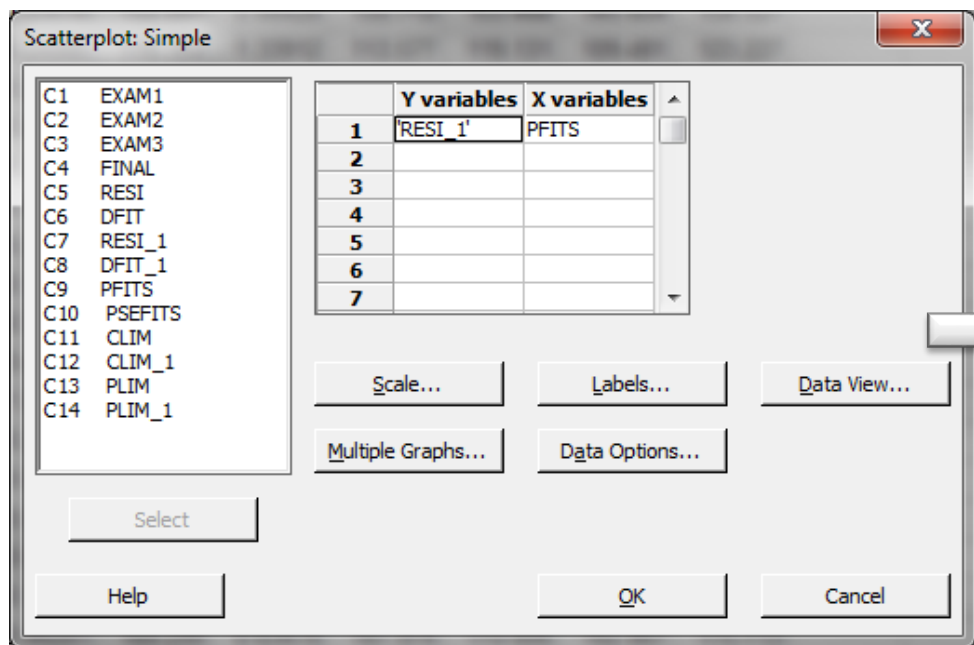 Scatterplot: Simple
C1 EXAM1
C2 EXAM2
C3 EXAM3
C4 FINAL
C5 RESI
C6 DFIT
C7 RESI_1
C8 DFIT_1
C9 PFITS
C10 PSEFITS
C11 CLIM
C12 CLIM_1
C13 PLIM
C14 PLIM_1
Y variables X variables
1 'RESI_1' PFITS
2
3
4
5
6
7
Scale... Labels... Data View...
Multiple Graphs... Data Options...
Select
Help OK Cancel